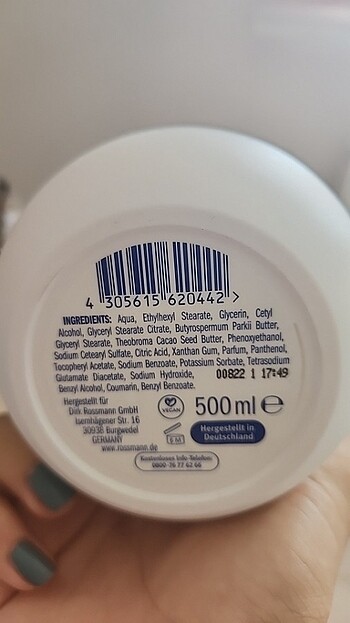 4 305615 620442 >
INGREDIENTS: Aqua, Ethylhexyl Stearate, Glycerin, Cetyl
Alcohol, Glyceryl Stearate Citrate, Butyrospermum Parkii Butter,
Glyceryl Stearate, Theobroma Cacao Seed Butter, Phenoxyethanol,
Sodium Cetearyl Sulfate, Citric Acid, Xanthan Gum, Parfum, Panthenol,
Tocopheryl Acetate, Sodium Benzoate, Potassium Sorbate, Tetrasodium
Glutamate Diacetate, Sodium Hydroxide,
Benzyl Alcohol, Coumarin, Benzyl Benzoate.
00822 1 17:49
Hergestellt für
Dirk Rossmann GmbH
Isernhägener Str. 16
30938 Burgwedel
GERMANY
www.rossmann.de
VEGAN
500 ml ℮
Hergestellt in
Deutschland
Kostenloses Info-Telefon:
0800-76 77 62 66